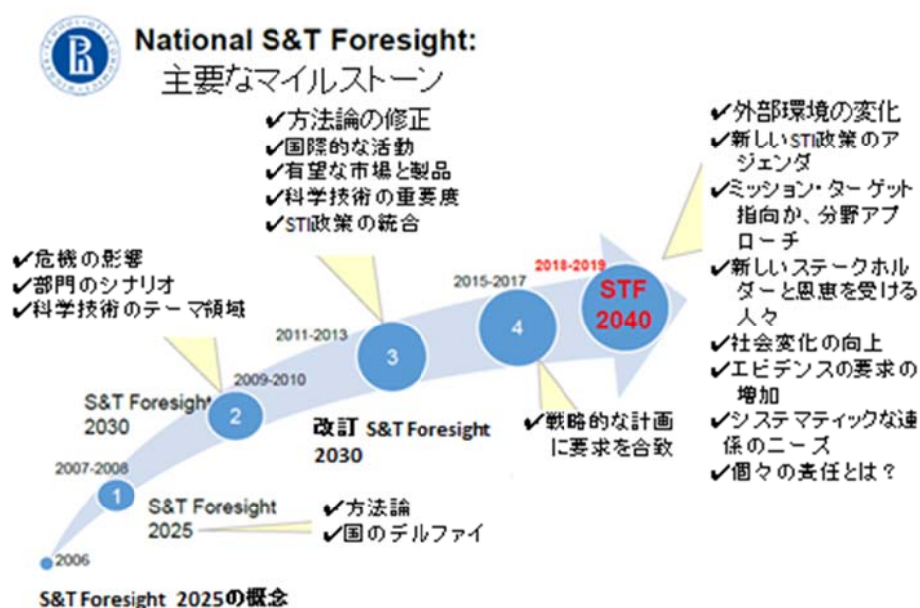 National S&T Foresight:
主要なマイルストーン
✔方法論の修正
✔国際的な活動
✔有望な市場と製品
✔科学技術の重要度
✔STI政策の統合
✔外部環境の変化
✔新しいSTI政策のア
ジェンダ
✔ミッション・ターゲット
指向か、分野アプ
ローチ
✔新しいステークホル
ダーと恩恵を受ける
人々
✔社会変化の向上
✔エビデンスの要求の
増加
✔システマティックな連
係のニーズ
✔個々の責任とは？
✔危機の影響
✔部門のシナリオ
✔科学技術のテーマ領域
2018-2019
STF
2040
2015-2017
4
2011-2013
3
2009-2010
2
S&T Foresight
2030
改訂 S&T Foresight
2030
✔戦略的な計画
に要求を合致
2007-2008
1
S&T Foresight
2025
✔方法論
✔国のデルファイ
2006
S&T Foresight 2025の概念